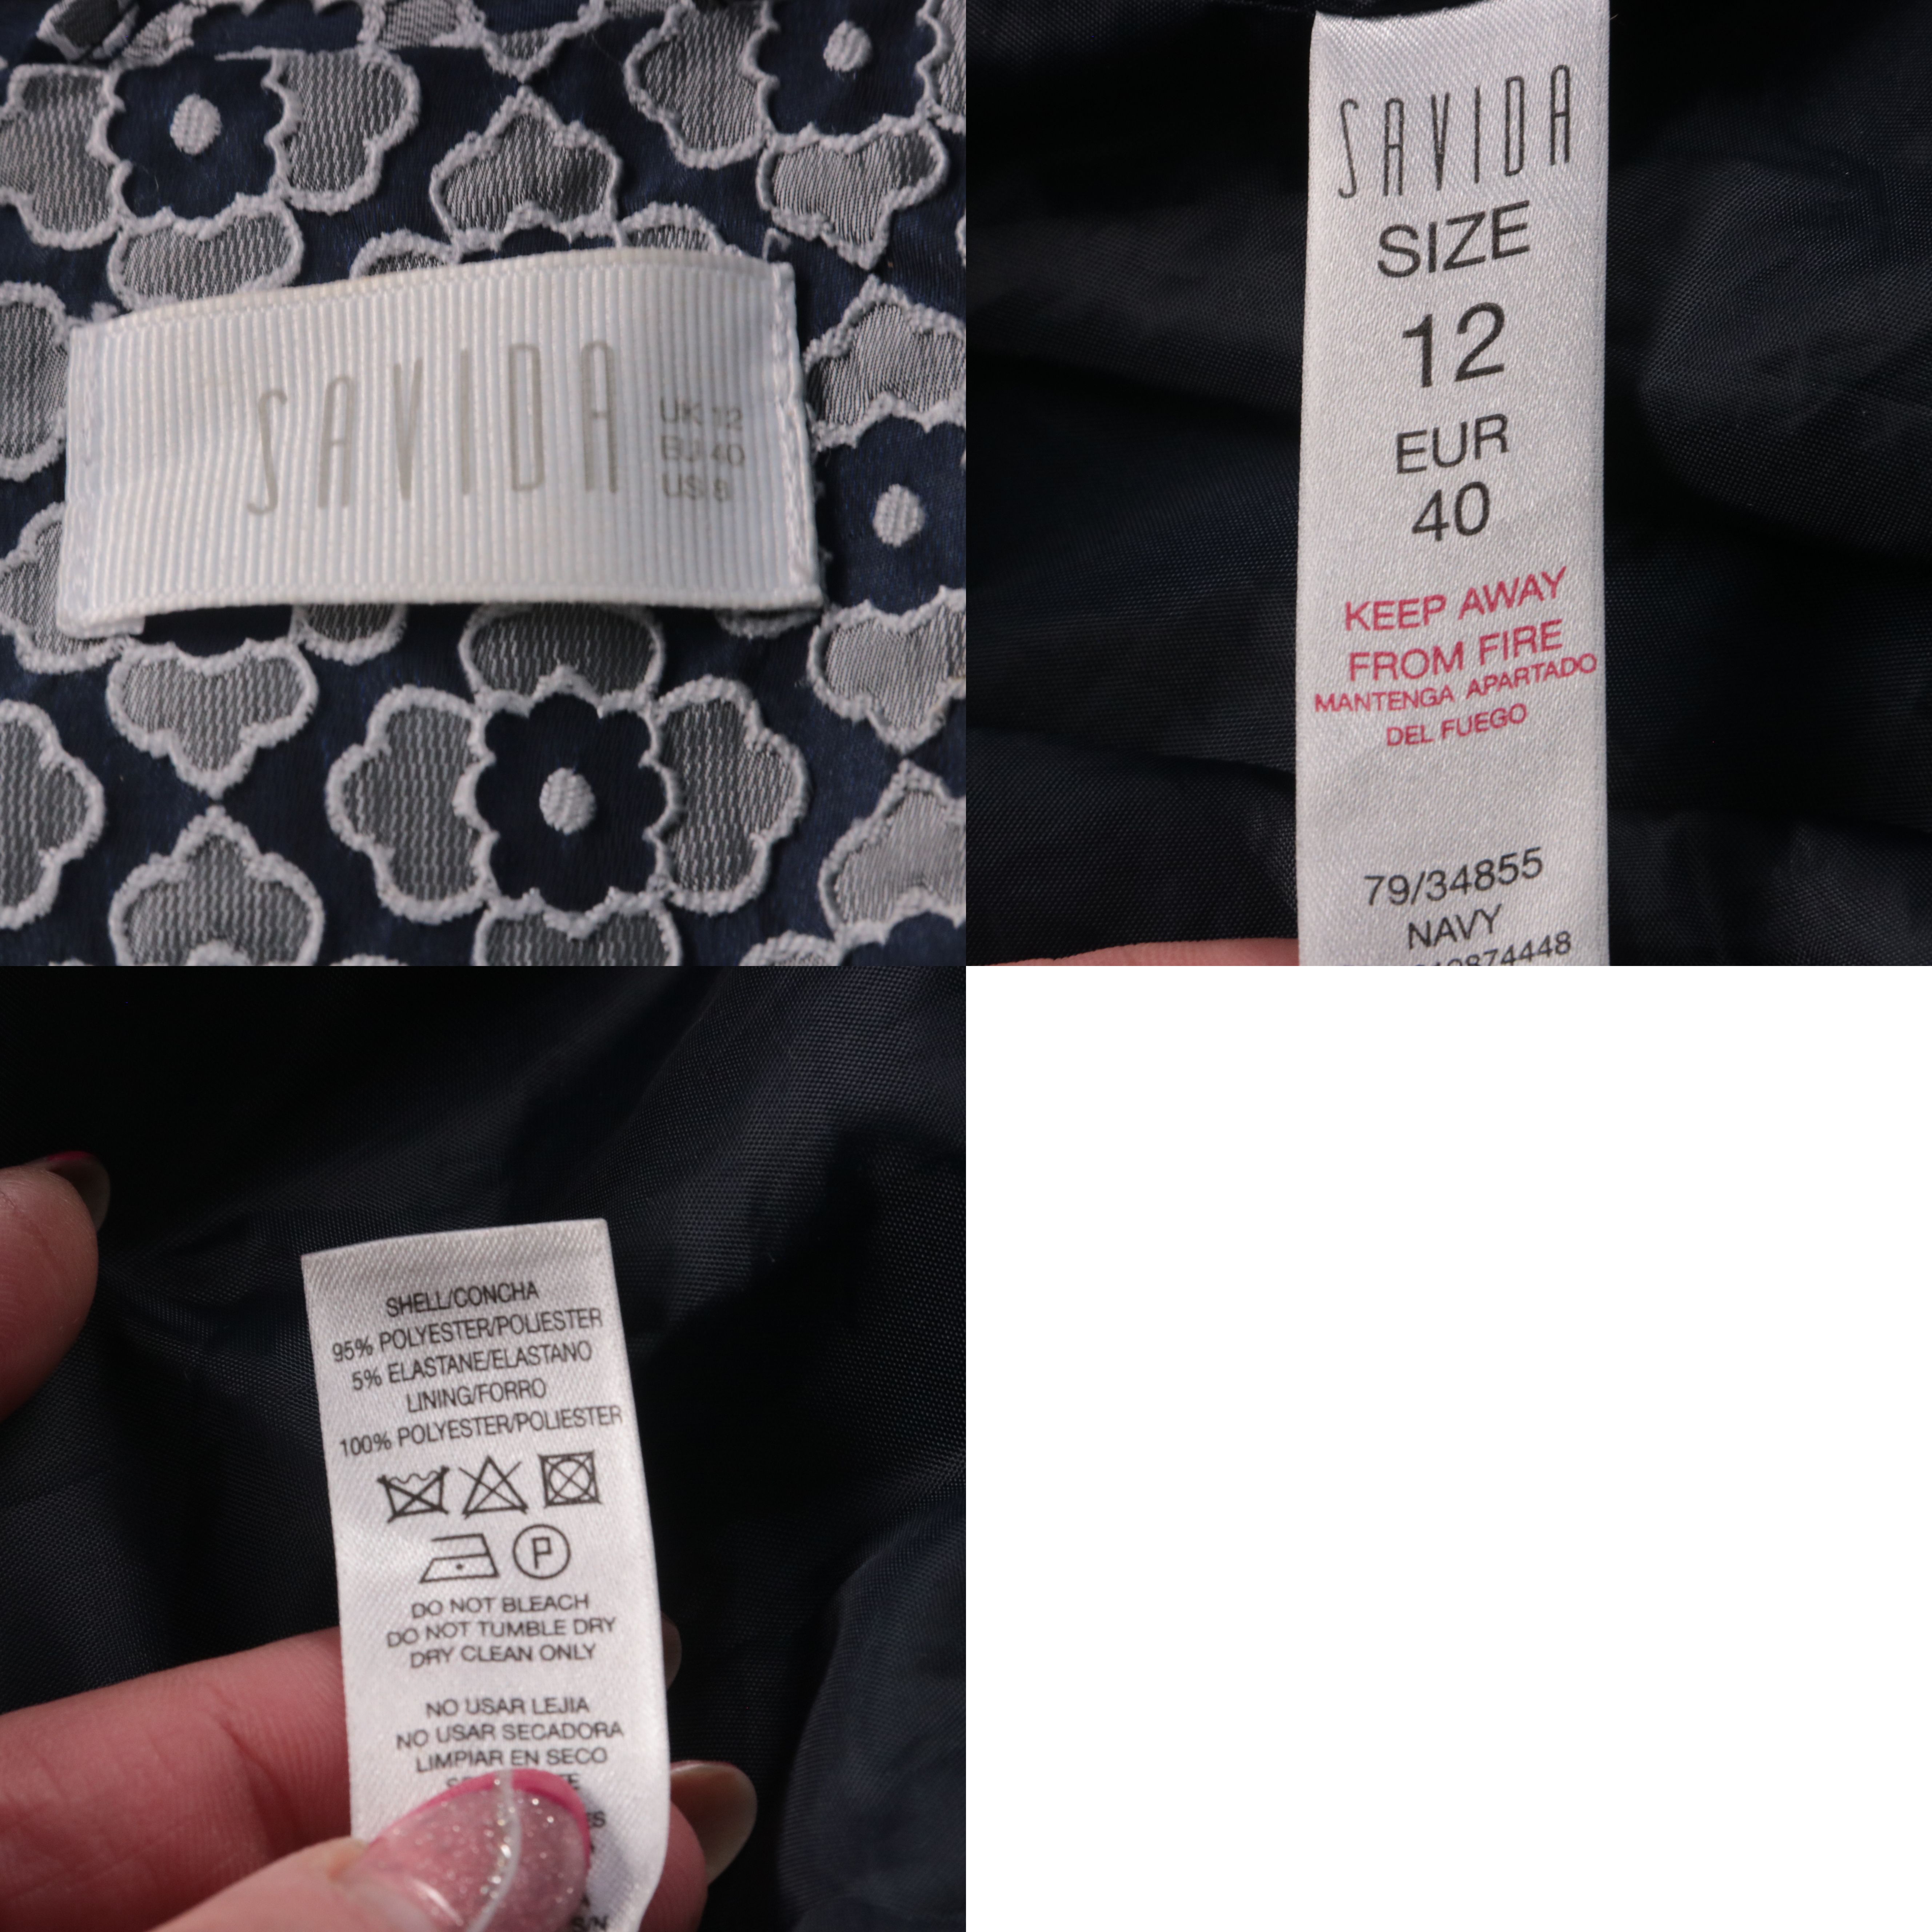 SAVIDA
UK 12
EU 40
US 8
SAVIDA
SIZE
12
EUR
40
KEEP AWAY
FROM FIRE
MANTENGA APARTADO
DEL FUEGO
79/34855
NAVY
SHELL/CONCHA
95% POLYESTER/POLIESTER
5% ELASTANE/ELASTANO
LINING/FORRO
100% POLYESTER/POLIESTER
P
DO NOT BLEACH
DO NOT TUMBLE DRY
DRY CLEAN ONLY
NO USAR LEJIA
NO USAR SECADORA
LIMPIAR EN SECO